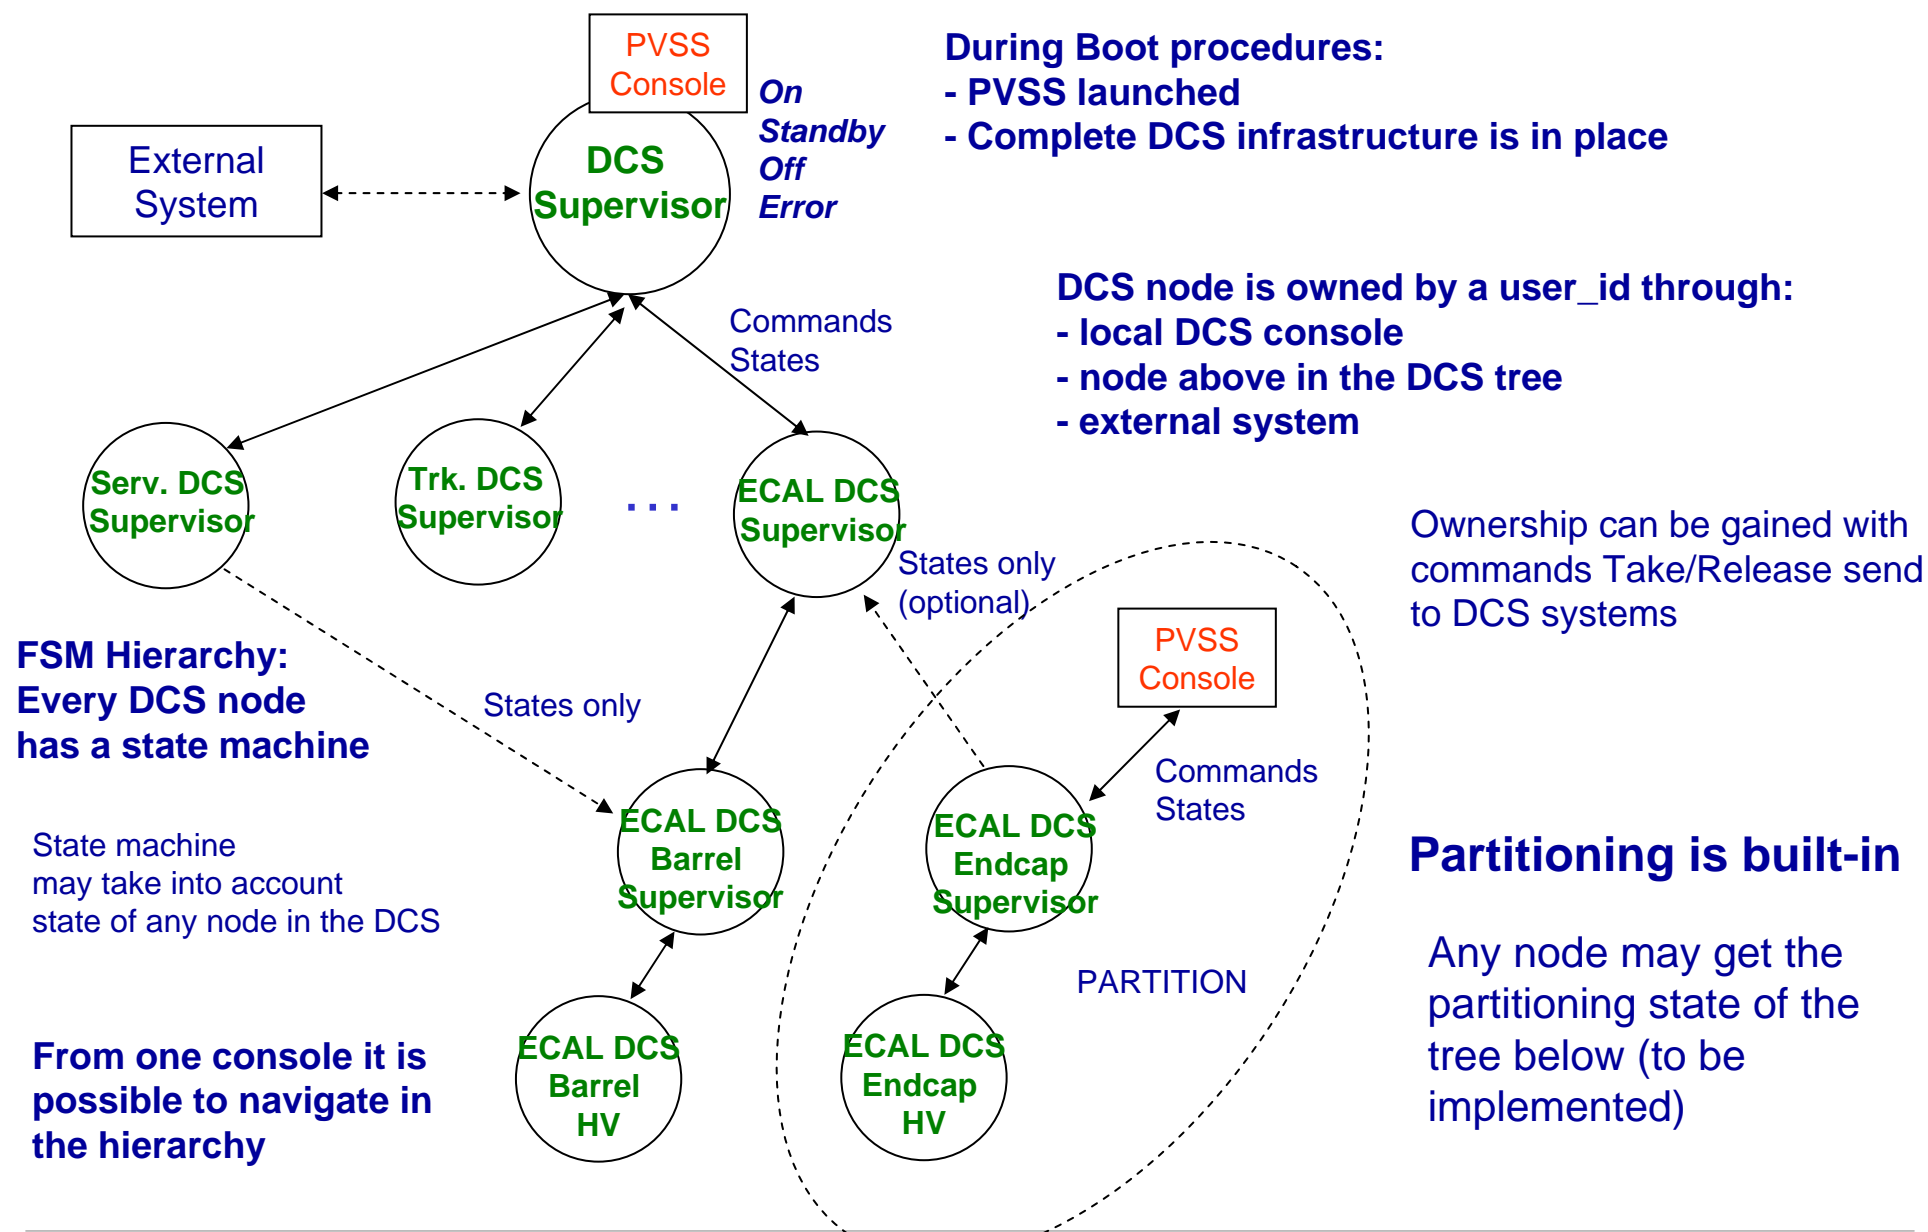 PVSS
Console
During Boot procedures:
- PVSS launched
- Complete DCS infrastructure is in place
On
Standby
Off
Error
External
System
DCS
Supervisor
DCS node is owned by a user_id through:
- local DCS console
- node above in the DCS tree
- external system
Commands
States
Serv. DCS
Supervisor
Trk. DCS
Supervisor
...
ECAL DCS
Supervisor
Ownership can be gained with
commands Take/Release send
to DCS systems
States only
(optional)
PVSS
Console
FSM Hierarchy:
Every DCS node
has a state machine
States only
Commands
States
State machine
may take into account
state of any node in the DCS
ECAL DCS
Barrel
Supervisor
ECAL DCS
Endcap
Supervisor
Partitioning is built-in
PARTITION
Any node may get the
partitioning state of the
tree below (to be
implemented)
From one console it is
possible to navigate in
the hierarchy
ECAL DCS
Barrel
HV
ECAL DCS
Endcap
HV